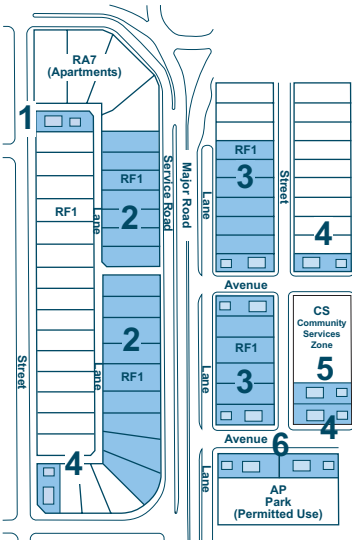 RA7
(Apartments)
1
RF1
Lane
RF1
2
Service Road
Major Road
Lane
RF1
3
Street
4
Avenue
Street
2
RF1
Lane
Lane
RF1
3
CS
Community
Services
Zone
5
4
Avenue
6
4
Lane
AP
Park
(Permitted Use)